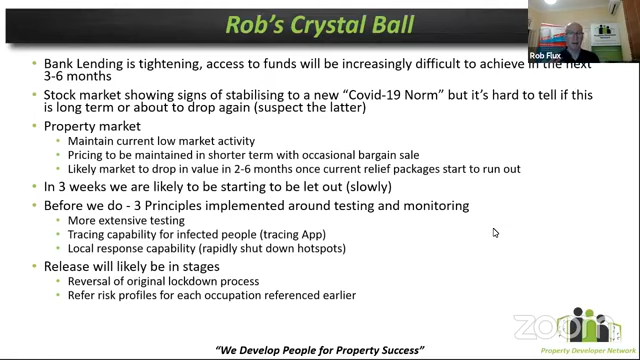 Rob's Crystal Ball
Rob Flux
• Bank Lending is tightening, access to funds will be increasingly difficult to achieve in the next
3-6 months
• Stock market showing signs of stabilising to a new “Covid-19 Norm” but it's hard to tell if this
is long term or about to drop again (suspect the latter)
• Property market
• Maintain current low market activity
• Pricing to be maintained in shorter term with occasional bargain sale
• Likely market to drop in value in 2-6 months once current relief packages start to run out
• In 3 weeks we are likely to be starting to be let out (slowly)
• Before we do - 3 Principles implemented around testing and monitoring
• More extensive testing
• Tracing capability for infected people (tracing App)
• Local response capability (rapidly shut down hotspots)
• Release will likely be in stages
• Reversal of original lockdown process
• Refer risk profiles for each occupation referenced earlier
zoom
Property Developer Network
“We Develop People for Property Success”